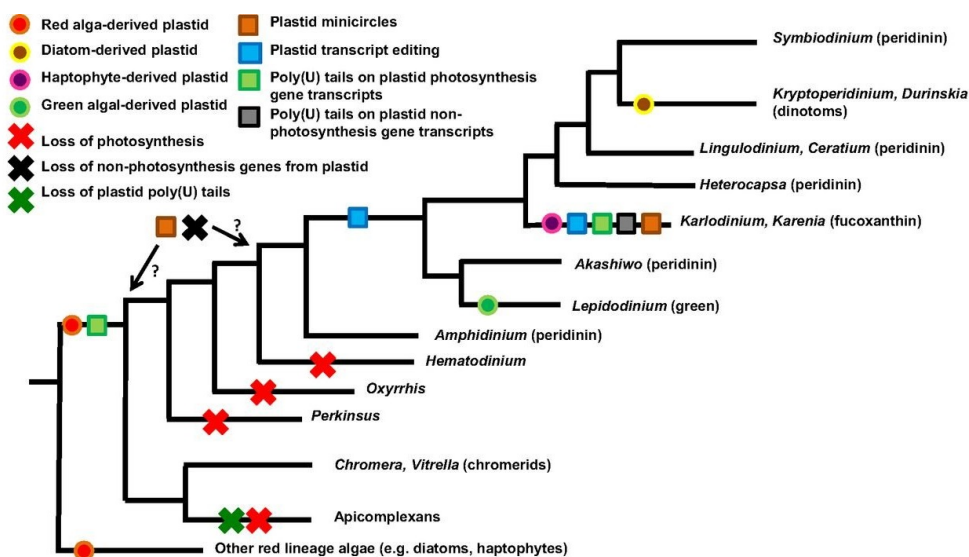 Red alga-derived plastid
Diatom-derived plastid
Haptophyte-derived plastid
Green algal-derived plastid
Loss of photosynthesis
Loss of non-photosynthesis genes from plastid
Loss of plastid poly(U) tails
Plastid minicircles
Plastid transcript editing
Poly(U) tails on plastid photosynthesis
gene transcripts
Poly(U) tails on plastid non-
photosynthesis gene transcripts
?
?
Symbiodinium (peridinin)
Kryptoperidinium, Durinskia
(dinotoms)
Lingulodinium, Ceratium (peridinin)
Heterocapsa (peridinin)
Karlodinium, Karenia (fucoxanthin)
Akashiwo (peridinin)
Lepidodinium (green)
Amphidinium (peridinin)
Hematodinium
Oxyrrhis
Perkinsus
Chromera, Vitrella (chromerids)
Apicomplexans
Other red lineage algae (e.g. diatoms, haptophytes)